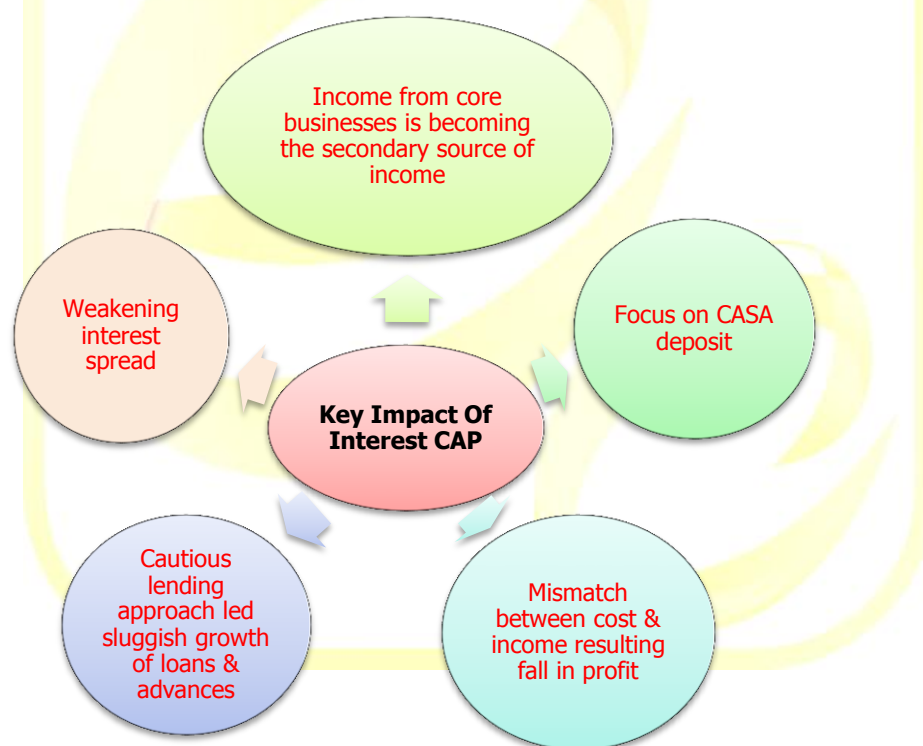 Income from core
businesses is becoming
the secondary source of
income
Weakening
interest
spread
Focus on CASA
deposit
Key Impact Of
Interest CAP
Cautious
lending
approach led
sluggish growth
of loans &
advances
Mismatch
between cost &
income resulting
fall in profit